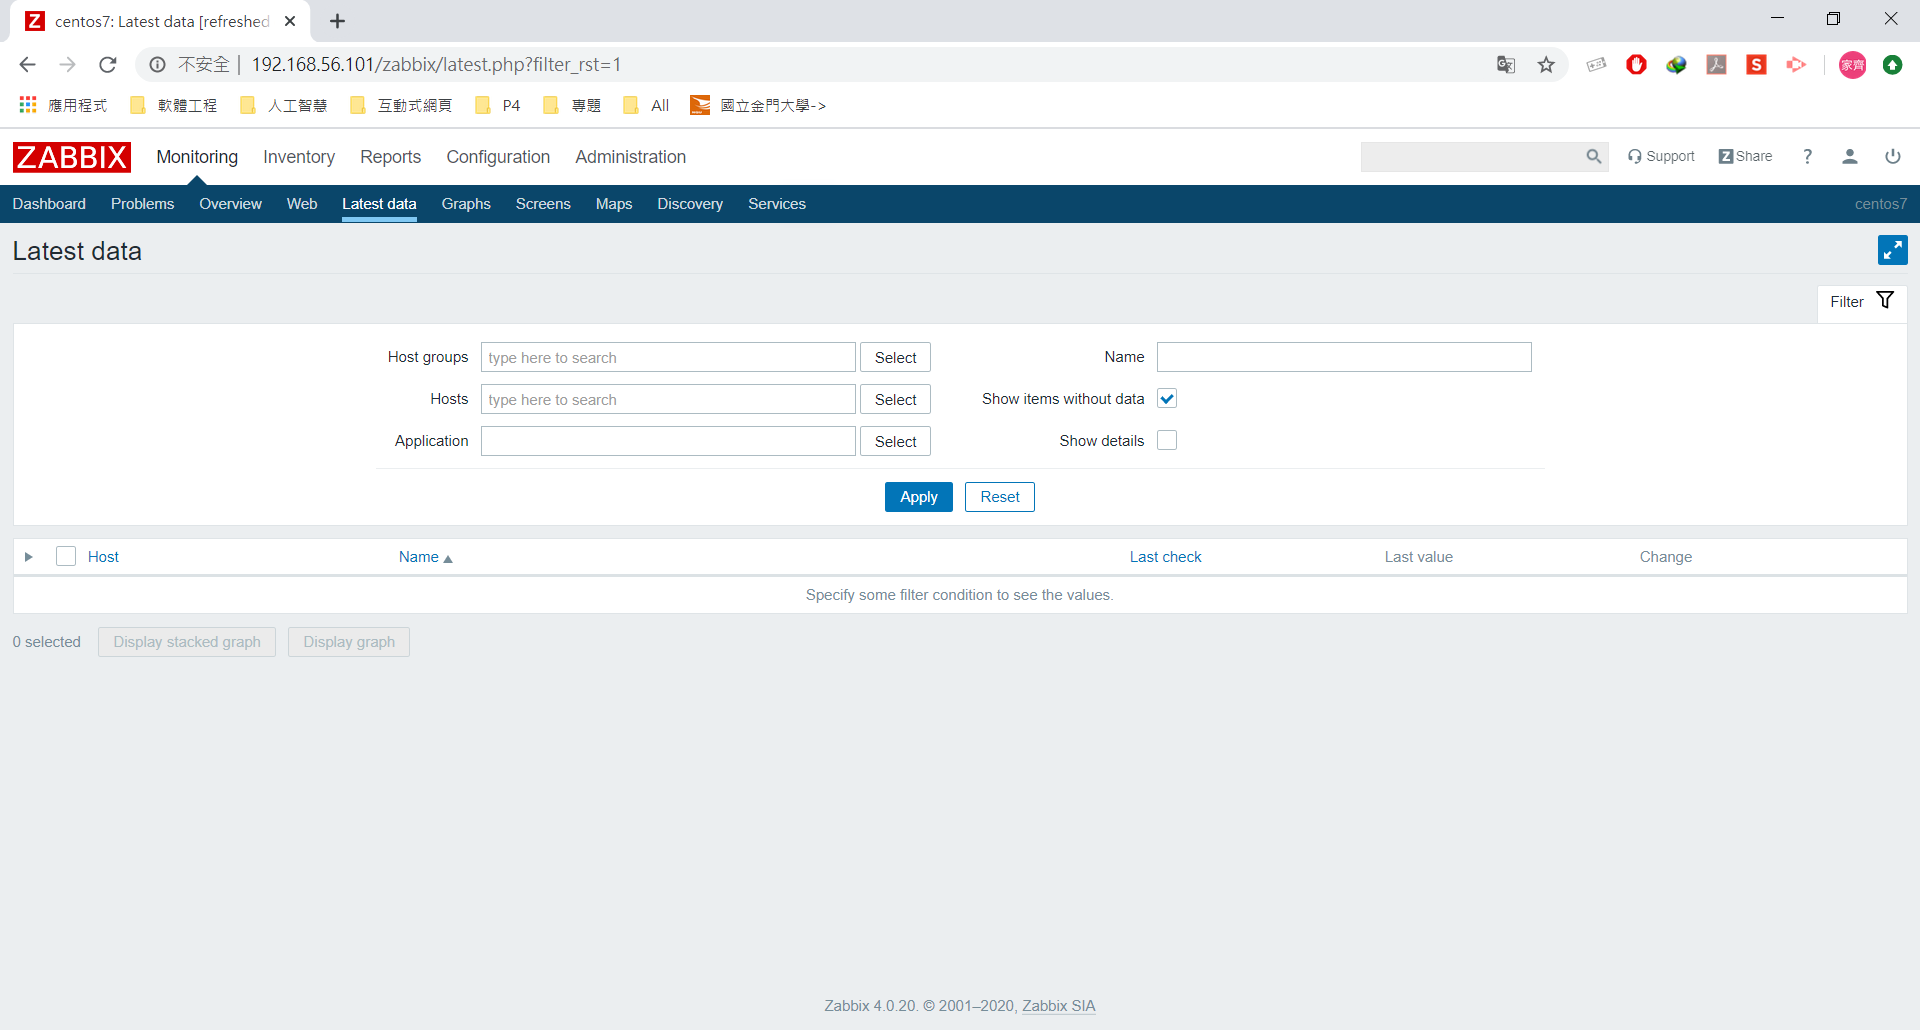 Z centos7: Latest data [refreshed
不安全 | 192.168.56.101/zabbix/latest.php?filter_rst=1 家齊
應用程式 軟體工程 人工智慧 互動式網頁 P4 專題 All 國立金門大學->
ZABBIX Monitoring Inventory Reports Configuration Administration Support Z Share ?
Dashboard Problems Overview Web Latest data Graphs Screens Maps Discovery Services centos7
Latest data
Filter
Host groups type here to search Select Name
Hosts type here to search Select Show items without data
Application Select Show details
Apply Reset
Host Name Last check Last value Change
Specify some filter condition to see the values.
0 selected Display stacked graph Display graph
Zabbix 4.0.20. © 2001–2020, Zabbix SIA